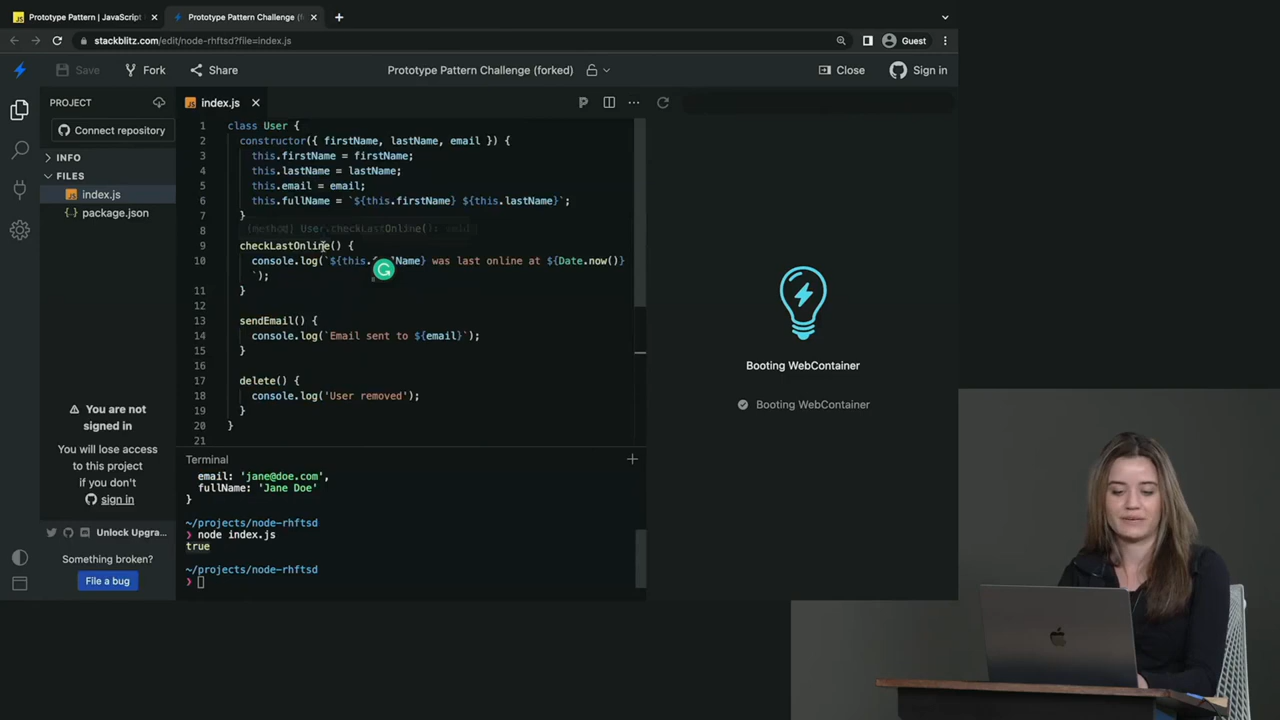 Prototype Pattern | JavaScript
Prototype Pattern Challenge (for
stackblitz.com/edit/node-rhftsd?file=index.js
Guest
Save
Fork
Share
Prototype Pattern Challenge (forked)
Close
Sign in
PROJECT
Connect repository
INFO
FILES
index.js
package.json
You are not
signed in
You will lose access
to this project
if you don't
sign in
Unlock Upgra...
Something broken?
File a bug
index.js
1 class User {
2 constructor({ firstName, lastName, email }) {
3 this.firstName = firstName;
4 this.lastName = lastName;
5 this.email = email;
6 this.fullName = `${this.firstName} ${this.lastName}`;
7 }
8
(method) User.checkLastOnline(): void
9 checkLastOnline() {
10 console.log(`${this. Name} was last online at ${Date.now()}
`);
11 }
12
13 sendEmail() {
14 console.log(`Email sent to ${email}`);
15 }
16
17 delete() {
18 console.log('User removed');
19 }
20 }
21
Terminal
email: 'jane@doe.com',
fullName: 'Jane Doe'
}
~/projects/node-rhftsd
❯ node index.js
true
~/projects/node-rhftsd
❯
Booting WebContainer
Booting WebContainer